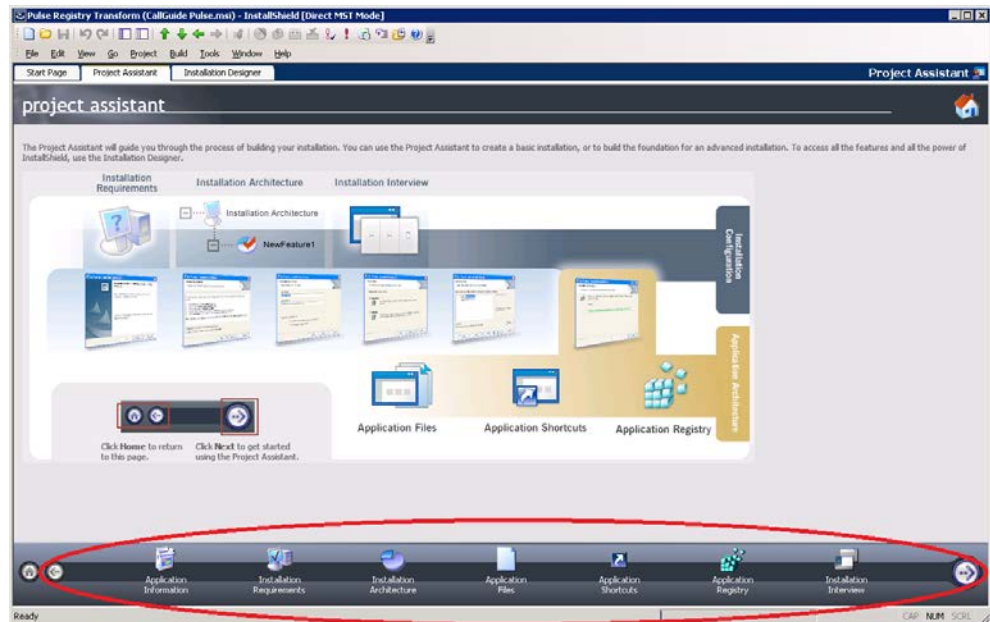 Pulse Registry Transform (CallGuide Pulse.msi) - InstallShield [Direct MST Mode]
File Edit View Go Project Build Tools Window Help
Start Page Project Assistant Installation Designer Project Assistant
project assistant
The Project Assistant will guide you through the process of building your installation. You can use the Project Assistant to create a basic installation, or to build the foundation for an advanced installation. To access all the features and all the power of
InstallShield, use the Installation Designer.
Installation
Requirements
Installation Architecture
Installation Interview
Installation Architecture
NewFeature1
Installation
Configuration
Application Architecture
Application Files
Application Shortcuts
Application Registry
Click Home to return
to this page.
Click Next to get started
using the Project Assistant.
Application
Information
Installation
Requirements
Installation
Architecture
Application
Files
Application
Shortcuts
Application
Registry
Installation
Interview
Ready CAP NUM SCRL